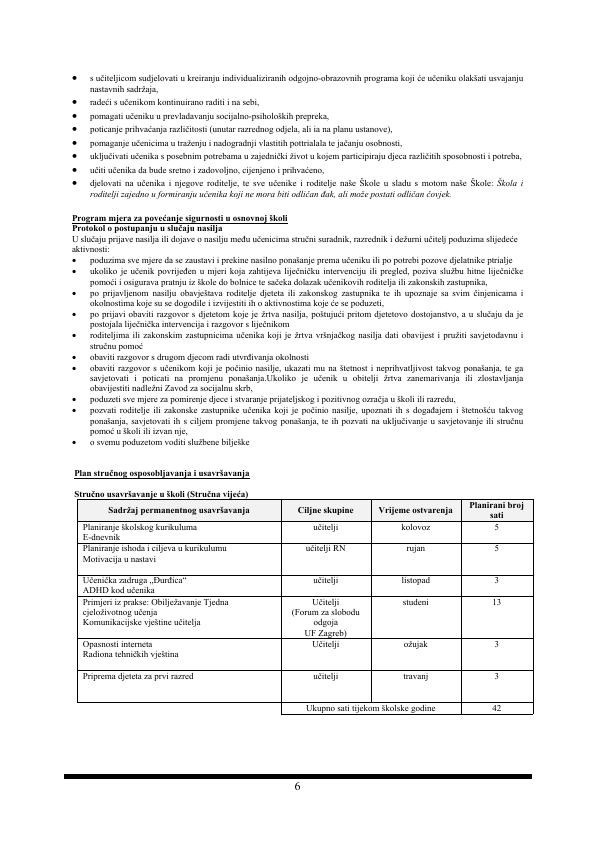 s učiteljicom sudjelovati u kreiranju individualiziranih odgojno-obrazovnih programa koji će učeniku olakšati usvajanju
nastavnih sadržaja,
radeći s učenikom kontinuirano raditi i na sebi,
pomagati učeniku u prevladavanju socijalno-psiholoških prepreka,
poticanje prihvaćanja različitosti (unutar razrednog odjela, ali ia na planu ustanove),
pomaganje učenicima u traženju i nadogradnji vlastitih pottrialala te jačanju osobnosti,
uključivati učenika s posebnim potrebama u zajednički život u kojem participiraju djeca različitih sposobnosti i potreba,
učiti učenika da bude sretno i zadovoljno, cijenjeno i prihvaćeno,
djelovati na učenika i njegove roditelje, te sve učenike i roditelje naše Škole u sladu s motom naše Škole: Škola i
roditelji zajedno u formiranju učenika koji ne mora biti odličan đak, ali može postati odličan čovjek.
Program mjera za povećanje sigurnosti u osnovnoj školi
Protokol o postupanju u slučaju nasilja
U slučaju prijave nasilja ili dojave o nasilju među učenicima stručni suradnik, razrednik i dežurni učitelj poduzima slijedeće
aktivnosti:
poduzima sve mjere da se zaustavi i prekine nasilno ponašanje prema učeniku ili po potrebi pozove djelatnike ptrialje
ukoliko je učenik povrijeđen u mjeri koja zahtijeva liječničku intervenciju ili pregled, poziva službu hitne liječničke
pomoći i osigurava pratnju iz škole do bolnice te sačeka dolazak učenikovih roditelja ili zakonskih zastupnika,
po prijavljenom nasilju obavještava roditelje djeteta ili zakonskog zastupnika te ih upoznaje sa svim činjenicama i
okolnostima koje su se dogodile i izvijestiti ih o aktivnostima koje će se poduzeti,
po prijavi obaviti razgovor s djetetom koje je žrtva nasilja, poštujući pritom djetetovo dostojanstvo, a u slučaju da je
postojala liječnička intervencija i razgovor s liječnikom
roditeljima ili zakonskim zastupnicima učenika koji je žrtva vršnjačkog nasilja dati obavijest i pružiti savjetodavnu i
stručnu pomoć
obaviti razgovor s drugom djecom radi utvrđivanja okolnosti
obaviti razgovor s učenikom koji je počinio nasilje, ukazati mu na štetnost i neprihvatljivost takvog ponašanja, te ga
savjetovati i poticati na promjenu ponašanja.Ukoliko je učenik u obitelji žrtva zanemarivanja ili zlostavljanja
obavijestiti nadležni Zavod za socijalnu skrb,
poduzeti sve mjere za pomirenje djece i stvaranje prijateljskog i pozitivnog ozračja u školi ili razredu,
pozvati roditelje ili zakonske zastupnike učenika koji je počinio nasilje, upoznati ih s događajem i štetnošću takvog
ponašanja, savjetovati ih s ciljem promjene takvog ponašanja, te ih pozvati na uključivanje u savjetovanje ili stručnu
pomoć u školi ili izvan nje,
o svemu poduzetom voditi službene bilješke
Plan stručnog osposobljavanja i usavršavanja
Stručno usavršavanje u školi (Stručna vijeća)
Sadržaj permanentnog usavršavanja Ciljne skupine Vrijeme ostvarenja Planirani broj
sati
Planiranje školskog kurikuluma učitelji kolovoz 5
E-dnevnik
Planiranje ishoda i ciljeva u kurikulumu učitelji RN rujan 5
Motivacija u nastavi
Učenička zadruga „Đurđica“ učitelji listopad 3
ADHD kod učenika
Primjeri iz prakse: Obilježavanje Tjedna Učitelji studeni 13
cjeloživotnog učenja (Forum za slobodu
Komunikacijske vještine učitelja odgoja
UF Zagreb)
Opasnosti interneta Učitelji ožujak 3
Radiona tehničkih vještina
Priprema djeteta za prvi razred učitelji travanj 3
Ukupno sati tijekom školske godine 42
6